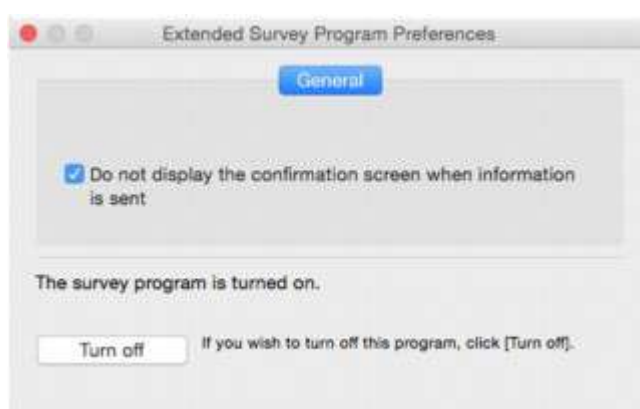 Extended Survey Program Preferences
General
Do not display the confirmation screen when information
is sent
The survey program is turned on.
Turn off
If you wish to turn off this program, click [Turn off].